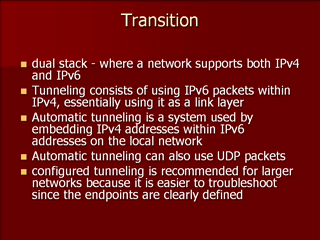 Transition
dual stack - where a network supports both IPv4
and IPv6
Tunneling consists of using IPv6 packets within
IPv4, essentially using it as a link layer
Automatic tunneling is a system used by
embedding IPv4 addresses within IPv6
addresses on the local network
Automatic tunneling can also use UDP packets
configured tunneling is recommended for larger
networks because it is easier to troubleshoot
since the endpoints are clearly defined